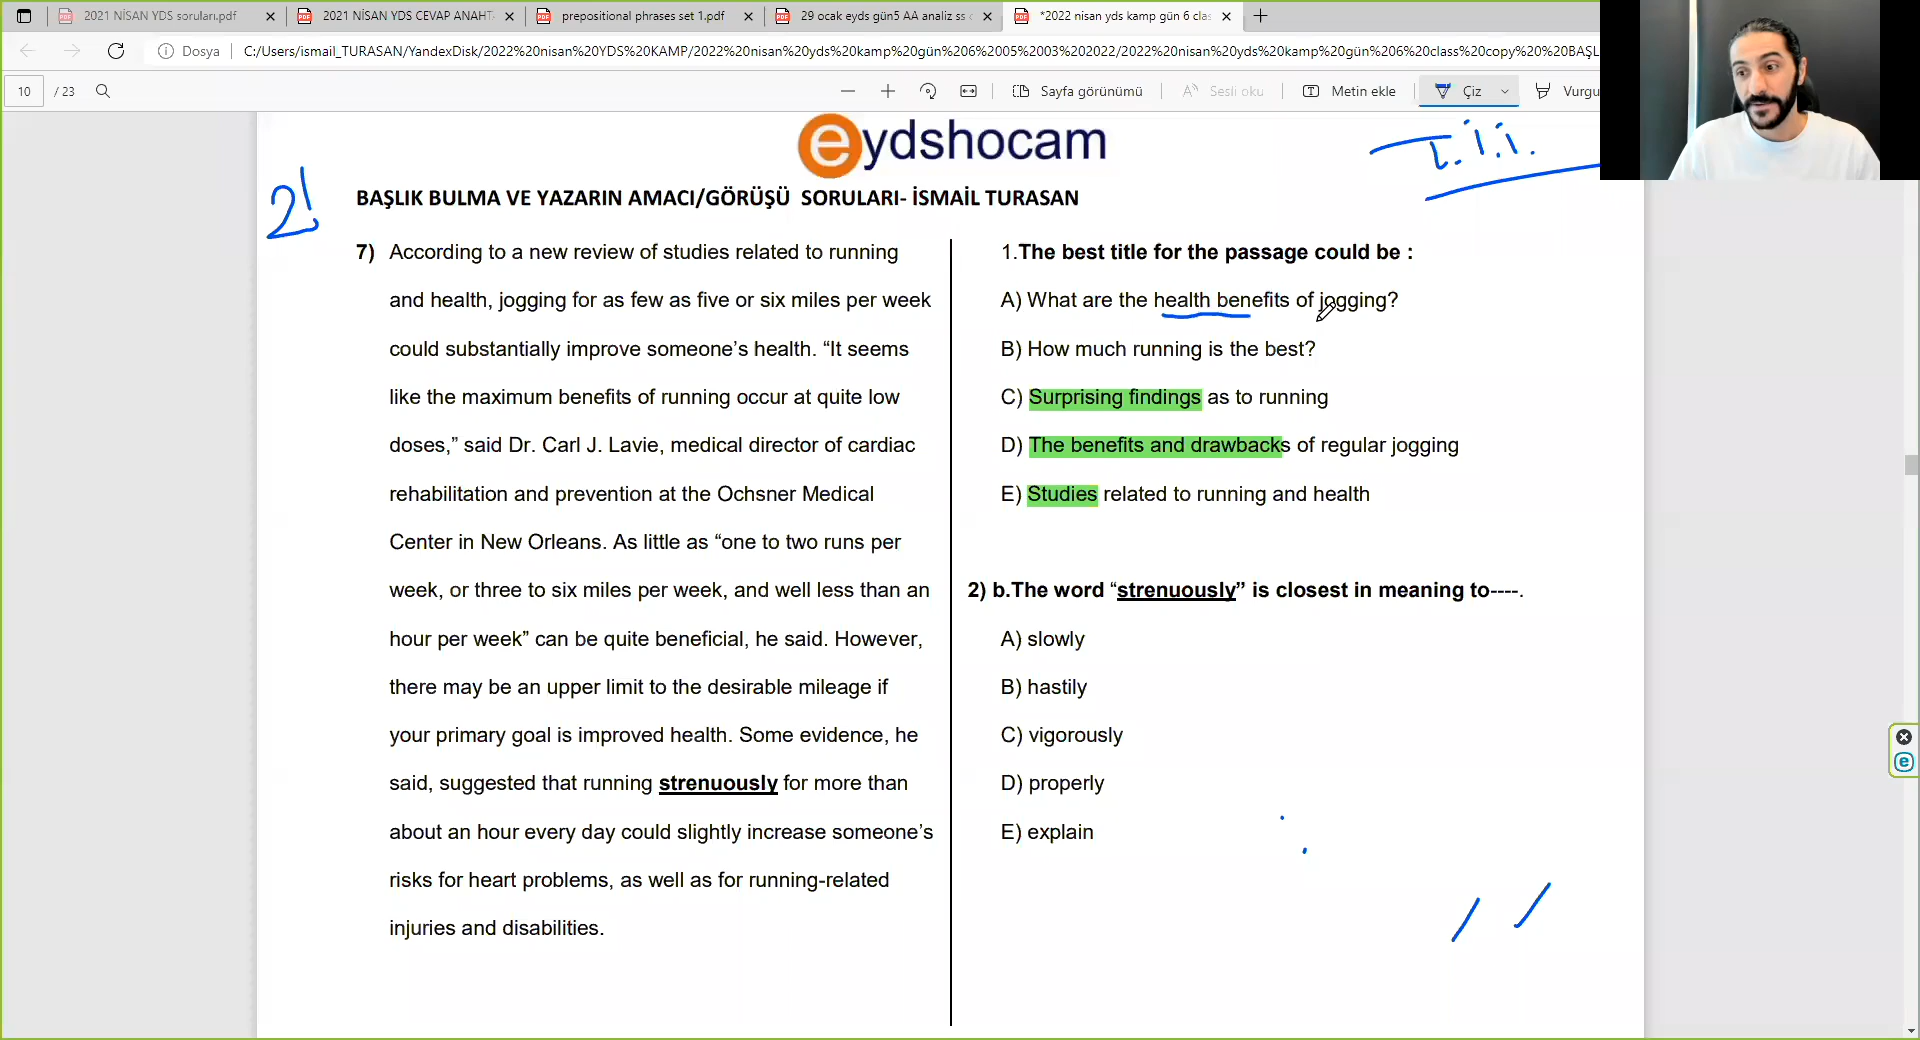 2021 NİSAN YDS soruları.pdf
2021 NİSAN YDS CEVAP ANAHT
prepositional phrases set 1.pdf
29 ocak eyds gün5 AA analiz ss c
*2022 nisan yds kamp gün 6 clas
Dosya
C:/Users/ismail_TURASAN/YandexDisk/2022%20nisan%20YDS%20KAMP/2022%20nisan%20yds%20kamp%20gün%206%2005%2003%202022/2022%20nisan%20yds%20kamp%20gün%206%20class%20copy%20%20BAŞL
10 / 23
Sayfa görünümü
Sesli oku
Metin ekle
Çiz
Vurgu
eydshocam
T.i.i.
2!
BAŞLIK BULMA VE YAZARIN AMACI/GÖRÜŞÜ SORULARI- İSMAİL TURASAN
7) According to a new review of studies related to running
and health, jogging for as few as five or six miles per week
could substantially improve someone’s health. “It seems
like the maximum benefits of running occur at quite low
doses,” said Dr. Carl J. Lavie, medical director of cardiac
rehabilitation and prevention at the Ochsner Medical
Center in New Orleans. As little as “one to two runs per
week, or three to six miles per week, and well less than an
hour per week” can be quite beneficial, he said. However,
there may be an upper limit to the desirable mileage if
your primary goal is improved health. Some evidence, he
said, suggested that running strenuously for more than
about an hour every day could slightly increase someone’s
risks for heart problems, as well as for running-related
injuries and disabilities.
1.The best title for the passage could be :
A) What are the health benefits of jogging?
B) How much running is the best?
C) Surprising findings as to running
D) The benefits and drawbacks of regular jogging
E) Studies related to running and health
2) b.The word “strenuously” is closest in meaning to----.
A) slowly
B) hastily
C) vigorously
D) properly
E) explain